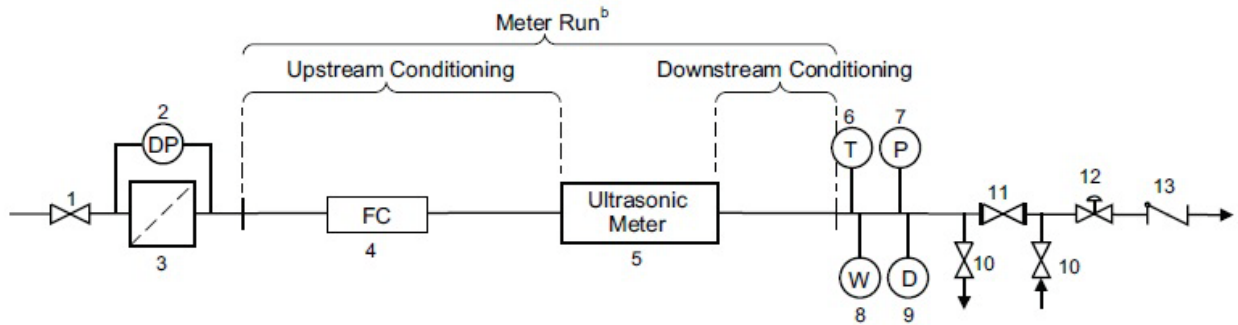 Meter Run^b
Upstream Conditioning
Downstream Conditioning
2
DP
6
7
T
P
1
12
13
11
FC
Ultrasonic
Meter
3
4
5
W
D
10
10
8
9